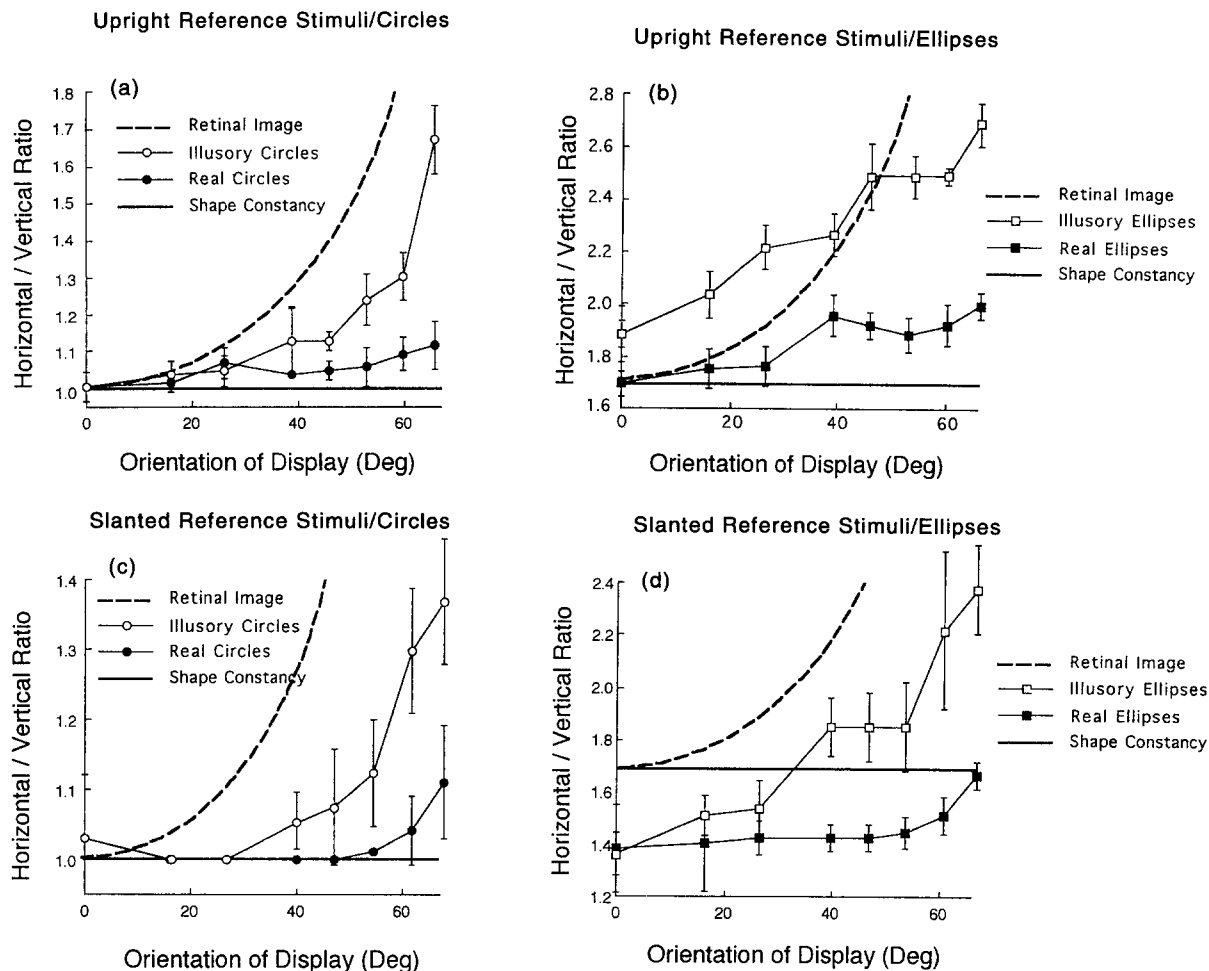 Upright Reference Stimuli/Circles
(a)
Horizontal / Vertical Ratio
1.8
1.7
1.6
1.5
1.4
1.3
1.2
1.1
1.0
Retinal Image
Illusory Circles
Real Circles
Shape Constancy
0
20
40
60
Orientation of Display (Deg)
Upright Reference Stimuli/Ellipses
(b)
Horizontal / Vertical Ratio
2.8
2.6
2.4
2.2
2.0
1.8
1.6
Retinal Image
Illusory Ellipses
Real Ellipses
Shape Constancy
0
20
40
60
Orientation of Display (Deg)
Slanted Reference Stimuli/Circles
(c)
Horizontal / Vertical Ratio
1.4
1.3
1.2
1.1
1.0
Retinal Image
Illusory Circles
Real Circles
Shape Constancy
0
20
40
60
Orientation of Display (Deg)
Slanted Reference Stimuli/Ellipses
(d)
Horizontal / Vertical Ratio
2.4
2.2
2.0
1.8
1.6
1.4
1.2
Retinal Image
Illusory Ellipses
Real Ellipses
Shape Constancy
0
20
40
60
Orientation of Display (Deg)